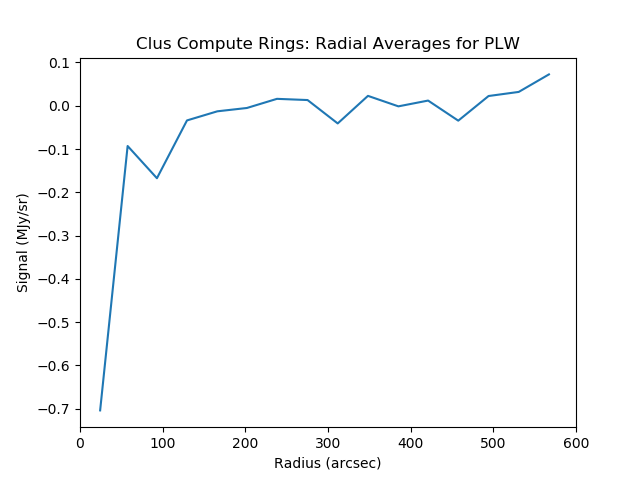 Clus Compute Rings: Radial Averages for PLW
0.1
0.0
−0.1
−0.2
−0.3
−0.4
−0.5
−0.6
−0.7
Signal (MJy/sr)
0 100 200 300 400 500 600
Radius (arcsec)